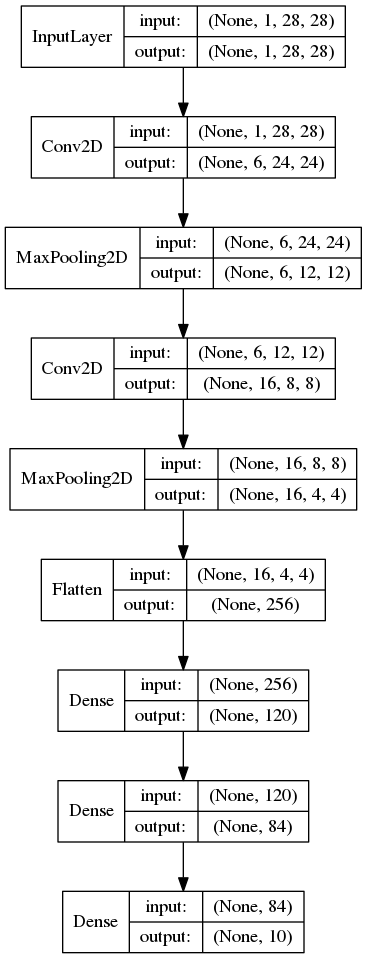 InputLayer input: (None, 1, 28, 28)
output: (None, 1, 28, 28)
Conv2D input: (None, 1, 28, 28)
output: (None, 6, 24, 24)
MaxPooling2D input: (None, 6, 24, 24)
output: (None, 6, 12, 12)
Conv2D input: (None, 6, 12, 12)
output: (None, 16, 8, 8)
MaxPooling2D input: (None, 16, 8, 8)
output: (None, 16, 4, 4)
Flatten input: (None, 16, 4, 4)
output: (None, 256)
Dense input: (None, 256)
output: (None, 120)
Dense input: (None, 120)
output: (None, 84)
Dense input: (None, 84)
output: (None, 10)